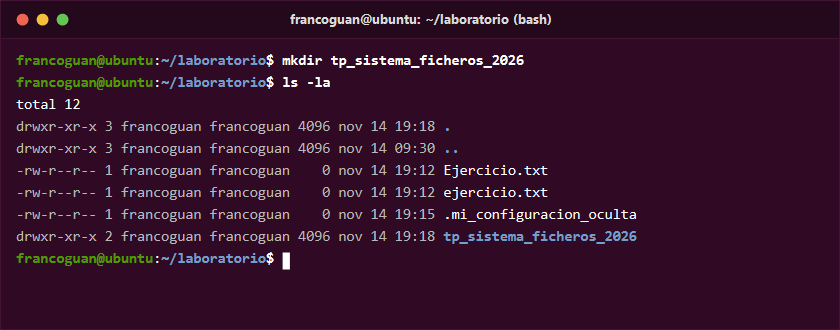 francoguan@ubuntu: ~/laboratorio (bash)
francoguan@ubuntu:~/laboratorio$ mkdir tp_sistema_ficheros_2026
francoguan@ubuntu:~/laboratorio$ ls -la
total 12
drwxr-xr-x 3 francoguan francoguan 4096 nov 14 19:18 .
drwxr-xr-x 3 francoguan francoguan 4096 nov 14 09:30 ..
-rw-r--r-- 1 francoguan francoguan    0 nov 14 19:12 Ejercicio.txt
-rw-r--r-- 1 francoguan francoguan    0 nov 14 19:12 ejercicio.txt
-rw-r--r-- 1 francoguan francoguan    0 nov 14 19:15 .mi_configuracion_oculta
drwxr-xr-x 2 francoguan francoguan 4096 nov 14 19:18 tp_sistema_ficheros_2026
francoguan@ubuntu:~/laboratorio$